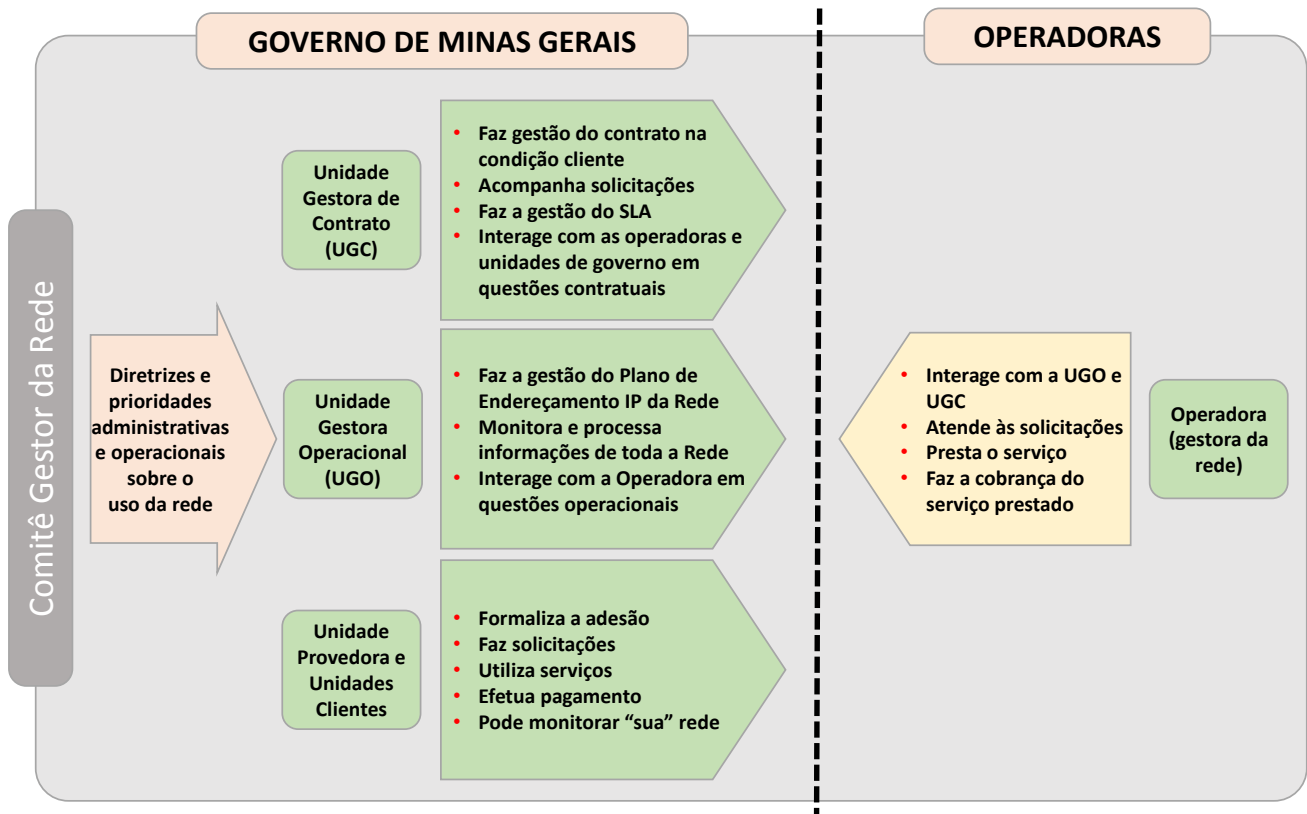 GOVERNO DE MINAS GERAIS
OPERADORAS
Comitê Gestor da Rede
Diretrizes e
prioridades
administrativas
e operacionais
sobre o
uso da rede
Unidade
Gestora de
Contrato
(UGC)
• Faz gestão do contrato na
condição cliente
• Acompanha solicitações
• Faz a gestão do SLA
• Interage com as operadoras e
unidades de governo em
questões contratuais
Unidade
Gestora
Operacional
(UGO)
• Faz a gestão do Plano de
Endereçamento IP da Rede
• Monitora e processa
informações de toda a Rede
• Interage com a Operadora em
questões operacionais
Unidade
Provedora e
Unidades
Clientes
• Formaliza a adesão
• Faz solicitações
• Utiliza serviços
• Efetua pagamento
• Pode monitorar “sua” rede
• Interage com a UGO e
UGC
• Atende às solicitações
• Presta o serviço
• Faz a cobrança do
serviço prestado
Operadora
(gestora da
rede)